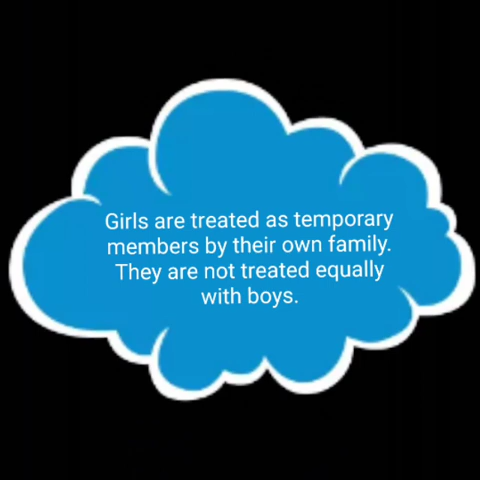 Girls are treated as temporary
members by their own family.
They are not treated equally
with boys.